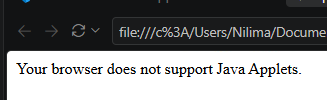 file:///c%3A/Users/Nilima/Docume
Your browser does not support Java Applets.